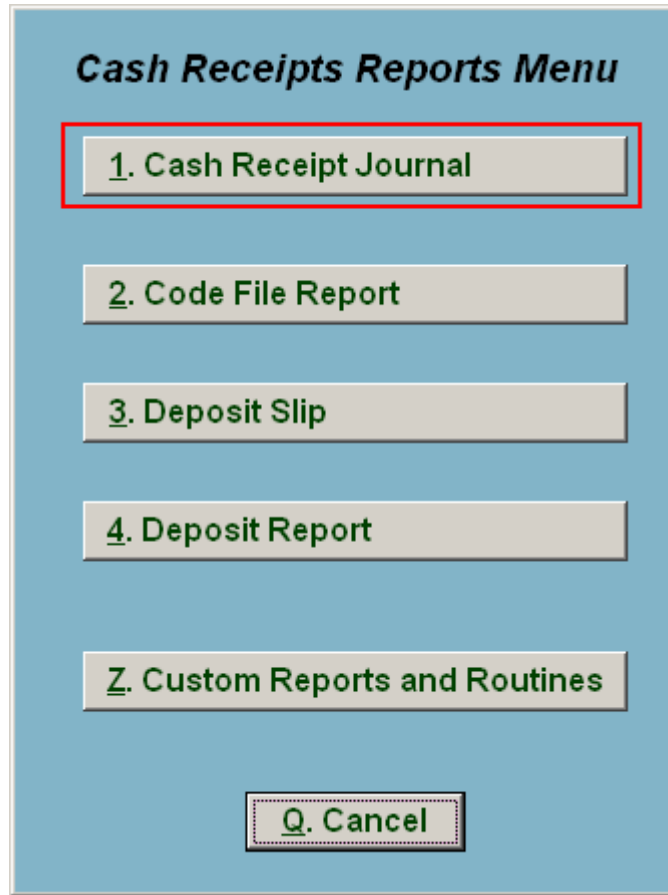 Cash Receipts Reports Menu
1. Cash Receipt Journal
2. Code File Report
3. Deposit Slip
4. Deposit Report
Z. Custom Reports and Routines
Q. Cancel